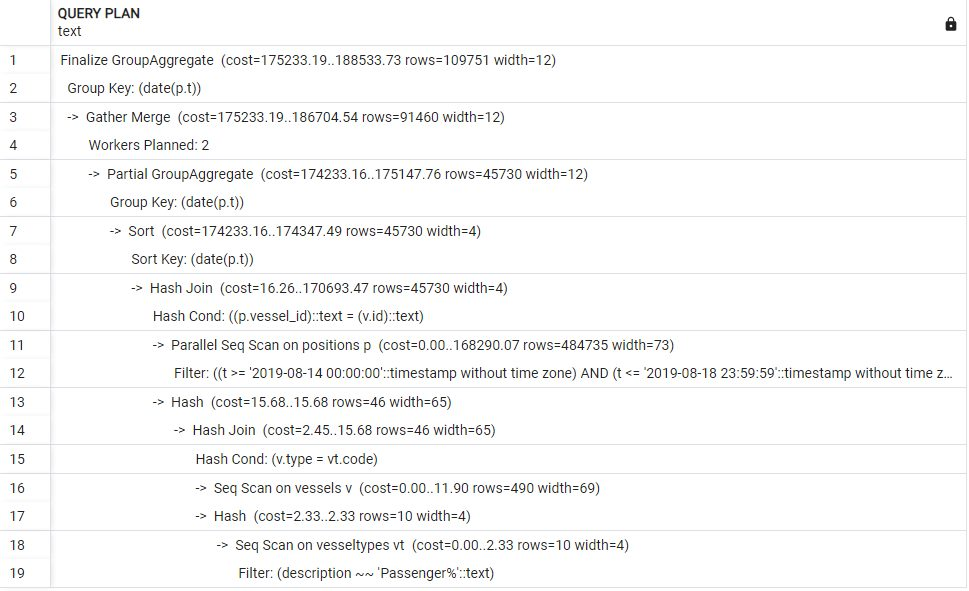 QUERY PLAN
text
1 Finalize GroupAggregate (cost=175233.19..188533.73 rows=109751 width=12)
2 Group Key: (date(p.t))
3 -> Gather Merge (cost=175233.19..186704.54 rows=91460 width=12)
4 Workers Planned: 2
5 -> Partial GroupAggregate (cost=174233.16..175147.76 rows=45730 width=12)
6 Group Key: (date(p.t))
7 -> Sort (cost=174233.16..174347.49 rows=45730 width=4)
8 Sort Key: (date(p.t))
9 -> Hash Join (cost=16.26..170693.47 rows=45730 width=4)
10 Hash Cond: ((p.vessel_id)::text = (v.id)::text)
11 -> Parallel Seq Scan on positions p (cost=0.00..168290.07 rows=484735 width=73)
12 Filter: ((t >= '2019-08-14 00:00:00'::timestamp without time zone) AND (t <= '2019-08-18 23:59:59'::timestamp without time z...
13 -> Hash (cost=15.68..15.68 rows=46 width=65)
14 -> Hash Join (cost=2.45..15.68 rows=46 width=65)
15 Hash Cond: (v.type = vt.code)
16 -> Seq Scan on vessels v (cost=0.00..11.90 rows=490 width=69)
17 -> Hash (cost=2.33..2.33 rows=10 width=4)
18 -> Seq Scan on vesseltypes vt (cost=0.00..2.33 rows=10 width=4)
19 Filter: (description ~~ 'Passenger%'::text)